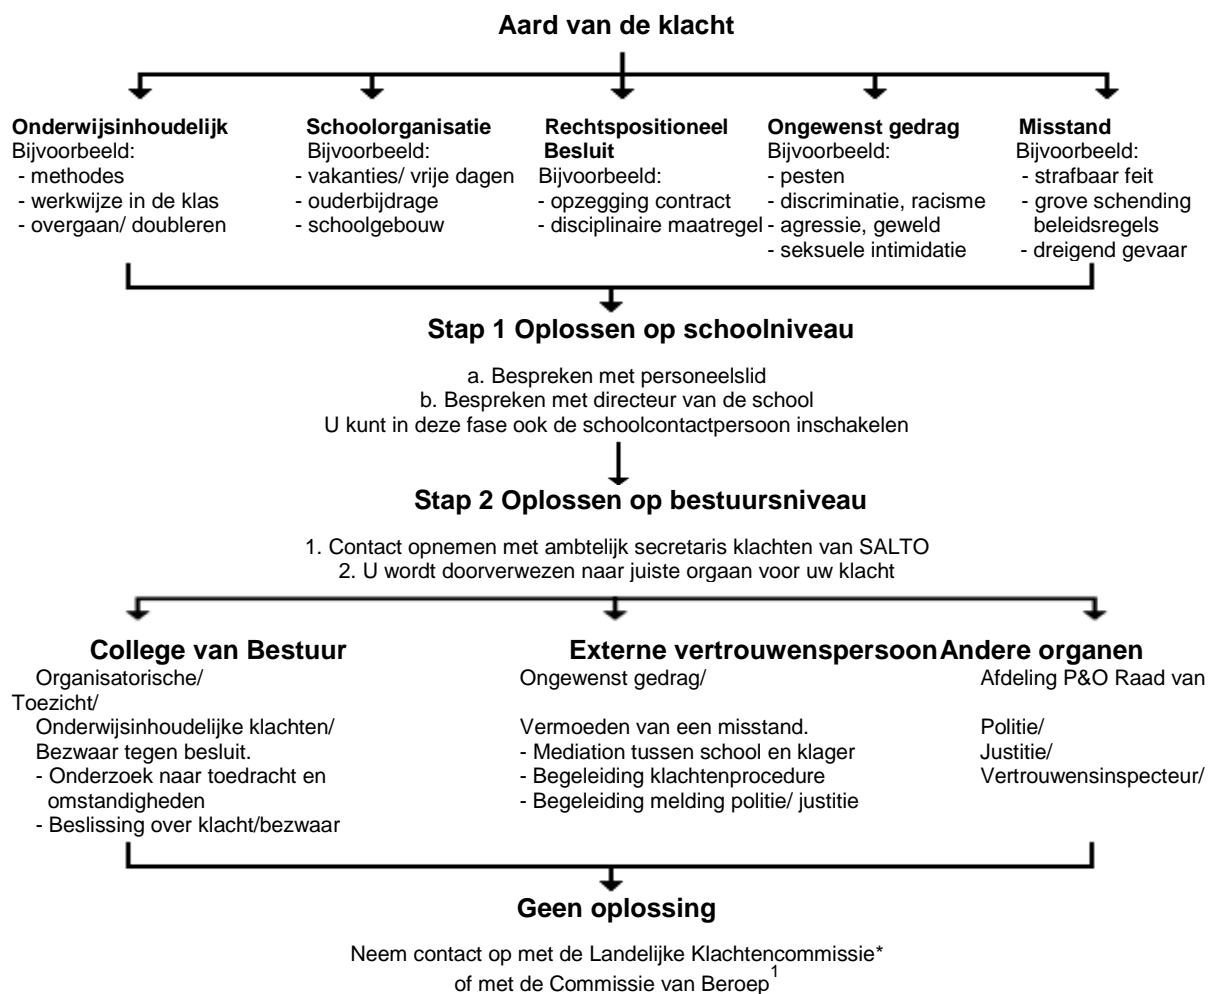 Aard van de klacht
Onderwijsinhoudelijk
Bijvoorbeeld:
- methodes
- werkwijze in de klas
- overgaan/ doubleren
Schoolorganisatie
Bijvoorbeeld:
- vakanties/ vrije dagen
- ouderbijdrage
- schoolgebouw
Rechtspositioneel
Besluit
Bijvoorbeeld:
- opzegging contract
- disciplinaire maatregel
Ongewenst gedrag
Bijvoorbeeld:
- pesten
- discriminatie, racisme
- agressie, geweld
- seksuele intimidatie
Misstand
Bijvoorbeeld:
- strafbaar feit
- grove schending
beleidsregels
- dreigend gevaar
Stap 1 Oplossen op schoolniveau
a. Bespreken met personeelslid
b. Bespreken met directeur van de school
U kunt in deze fase ook de schoolcontactpersoon inschakelen
Stap 2 Oplossen op bestuursniveau
1. Contact opnemen met ambtelijk secretaris klachten van SALTO
2. U wordt doorverwezen naar juiste orgaan voor uw klacht
College van Bestuur
Organisatorische/
Toezicht/
Onderwijsinhoudelijke klachten/
Bezwaar tegen besluit.
- Onderzoek naar toedracht en
omstandigheden
- Beslissing over klacht/bezwaar
Externe vertrouwenspersoon
Ongewenst gedrag/
Vermoeden van een misstand.
- Mediation tussen school en klager
- Begeleiding klachtenprocedure
- Begeleiding melding politie/ justitie
Andere organen
Afdeling P&O Raad van
Politie/
Justitie/
Vertrouwensinspecteur/
Geen oplossing
Neem contact op met de Landelijke Klachtencommissie*
of met de Commissie van Beroep1